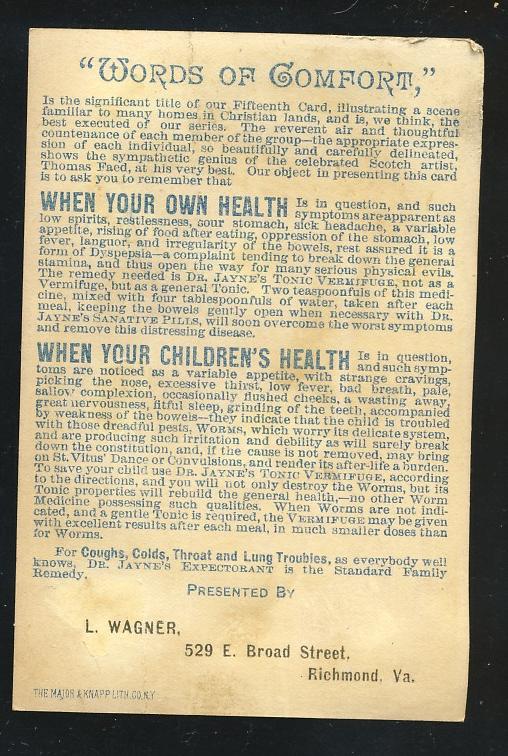 "WORDS OF COMFORT,"
Is the significant title of our Fifteenth Card, illustrating a scene
familiar to many homes in Christian lands, and is, we think, the
best executed of our series. The reverent air and thoughtful
countenance of each member of the group—the appropriate expres-
sion of each individual, so beautifully and carefully delineated,
shows the sympathetic genius of the celebrated Scotch artist,
Thomas Faed, at his very best. Our object in presenting this card
is to ask you to remember that
WHEN YOUR OWN HEALTH Is in question, and such
symptoms are apparent as
low spirits, restlessness, sour stomach, sick headache, a variable
appetite, rising of food after eating, oppression of the stomach, low
fever, languor, and irregularity of the bowels, rest assured it is a
form of Dyspepsia—a complaint tending to break down the general
stamina, and thus open the way for many serious physical evils.
The remedy needed is DR. JAYNE'S TONIC VERMIFUGE, not as a
Vermifuge, but as a general Tonic. Two teaspoonfuls of this medi-
cine, mixed with four tablespoonfuls of water, taken after each
meal, keeping the bowels gently open when necessary with DR.
JAYNE'S SANATIVE PILLS, will soon overcome the worst symptoms
and remove this distressing disease.
WHEN YOUR CHILDREN'S HEALTH Is in question,
and such symp-
toms are noticed as a variable appetite, with strange cravings,
picking the nose, excessive thirst, low fever, bad breath, pale,
sallow complexion, occasionally flushed cheeks, a wasting away,
great nervousness, fitful sleep, grinding of the teeth, accompanied
by weakness of the bowels—they indicate that the child is troubled
with those dreadful pests, WORMS, which worry its delicate system,
and are producing such irritation and debility as will surely break
down the constitution, and, if the cause is not removed, may bring
on St. Vitus' Dance or Convulsions, and render its after-life a burden.
To save your child use DR. JAYNE'S TONIC VERMIFUGE, according
to the directions, and you will not only destroy the Worms, but its
Tonic properties will rebuild the general health,—no other Worm
Medicine possessing such qualities. When Worms are not indi-
cated, and a gentle Tonic is required, the VERMIFUGE may be given
with excellent results after each meal, in much smaller doses than
for Worms.
For Coughs, Colds, Throat and Lung Troubles, as everybody well
knows, DR. JAYNE'S EXPECTORANT is the Standard Family
Remedy.
PRESENTED BY
L. WAGNER,
529 E. Broad Street,
Richmond, Va.
THE MAJOR & KNAPP LITH. CO. N.Y.